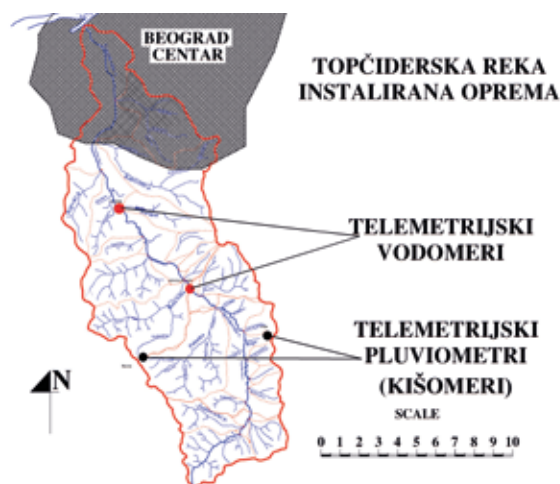 BEOGRAD
CENTAR
TOPČIDERSKA REKA
INSTALIRANA OPREMA
TELEMETRIJSKI
VODOMERI
TELEMETRIJSKI
PLUVIOMETRI
(KIŠOMERI)
N
SCALE
0 1 2 3 4 5 6 7 8 9 10